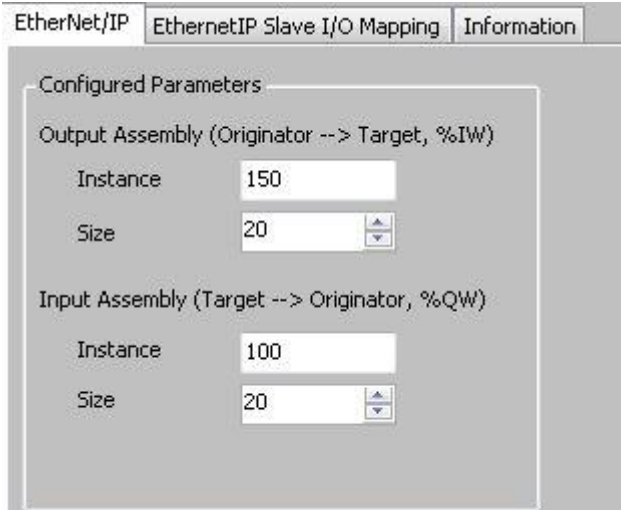 EtherNet/IP EthernetIP Slave I/O Mapping Information
Configured Parameters
Output Assembly (Originator --> Target, %IW)
Instance 150
Size 20
Input Assembly (Target --> Originator, %QW)
Instance 100
Size 20